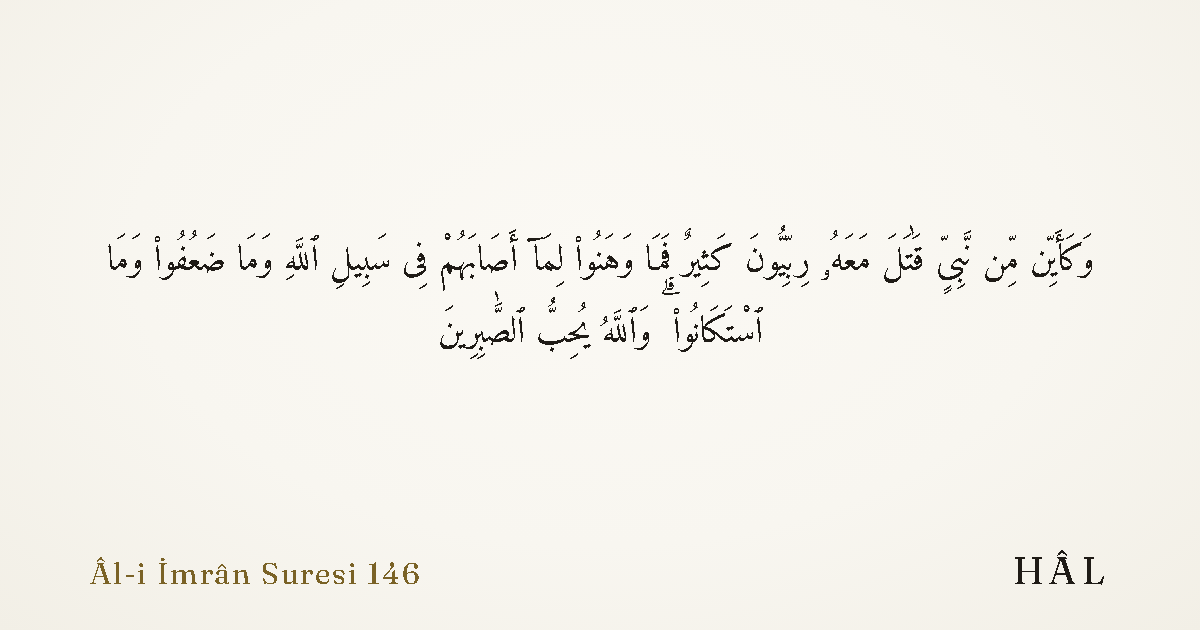 وَكَأَيِّن مِّن نَّبِىٍّ قَٰتَلَ مَعَهُۥ رِبِّيُّونَ كَثِيرٌ فَمَا وَهَنُوا۟ لِمَآ أَصَابَهُمْ فِى سَبِيلِ ٱللَّهِ وَمَا ضَعُفُوا۟ وَمَا
ٱسْتَكَانُوا۟ ۗ وَٱللَّهُ يُحِبُّ ٱلصَّٰبِرِينَ
Âl-i İmrân Suresi 146
HÂL